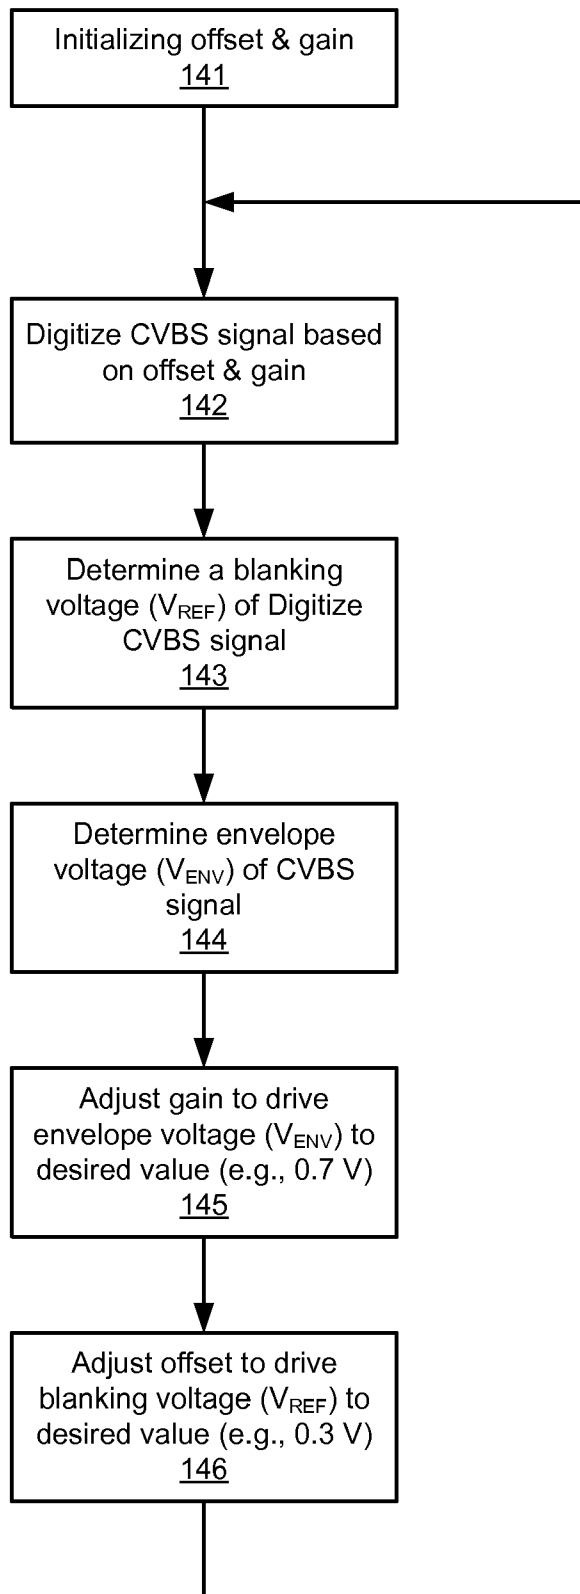 Initializing offset & gain
141
Digitize CVBS signal based
on offset & gain
142
Determine a blanking
voltage (VREF) of Digitize
CVBS signal
143
Determine envelope
voltage (VENV) of CVBS
signal
144
Adjust gain to drive
envelope voltage (VENV) to
desired value (e.g., 0.7 V)
145
Adjust offset to drive
blanking voltage (VREF) to
desired value (e.g., 0.3 V)
146